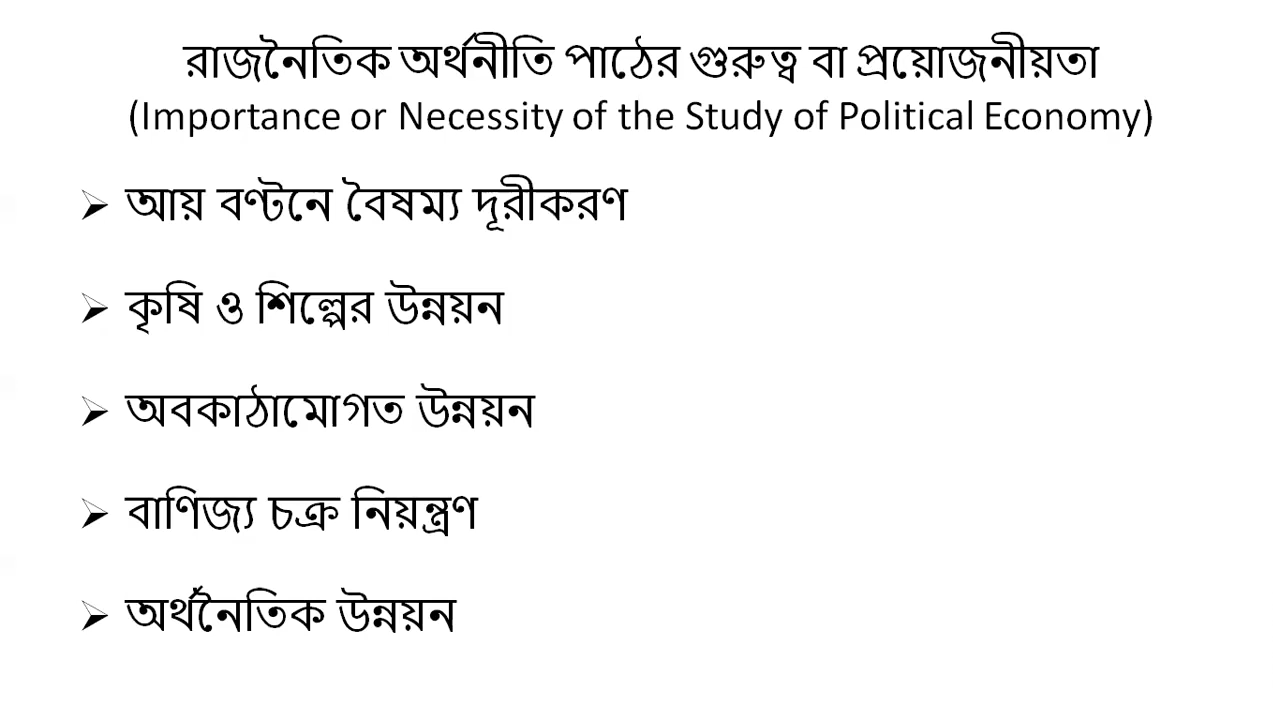 রাজনৈতিক অর্থনীতি পাঠের গুরুত্ব বা প্রয়োজনীয়তা
(Importance or Necessity of the Study of Political Economy)
➢ আয় বণ্টনে বৈষম্য দূরীকরণ
➢ কৃষি ও শিল্পের উন্নয়ন
➢ অবকাঠামোগত উন্নয়ন
➢ বাণিজ্য চক্র নিয়ন্ত্রণ
➢ অর্থনৈতিক উন্নয়ন